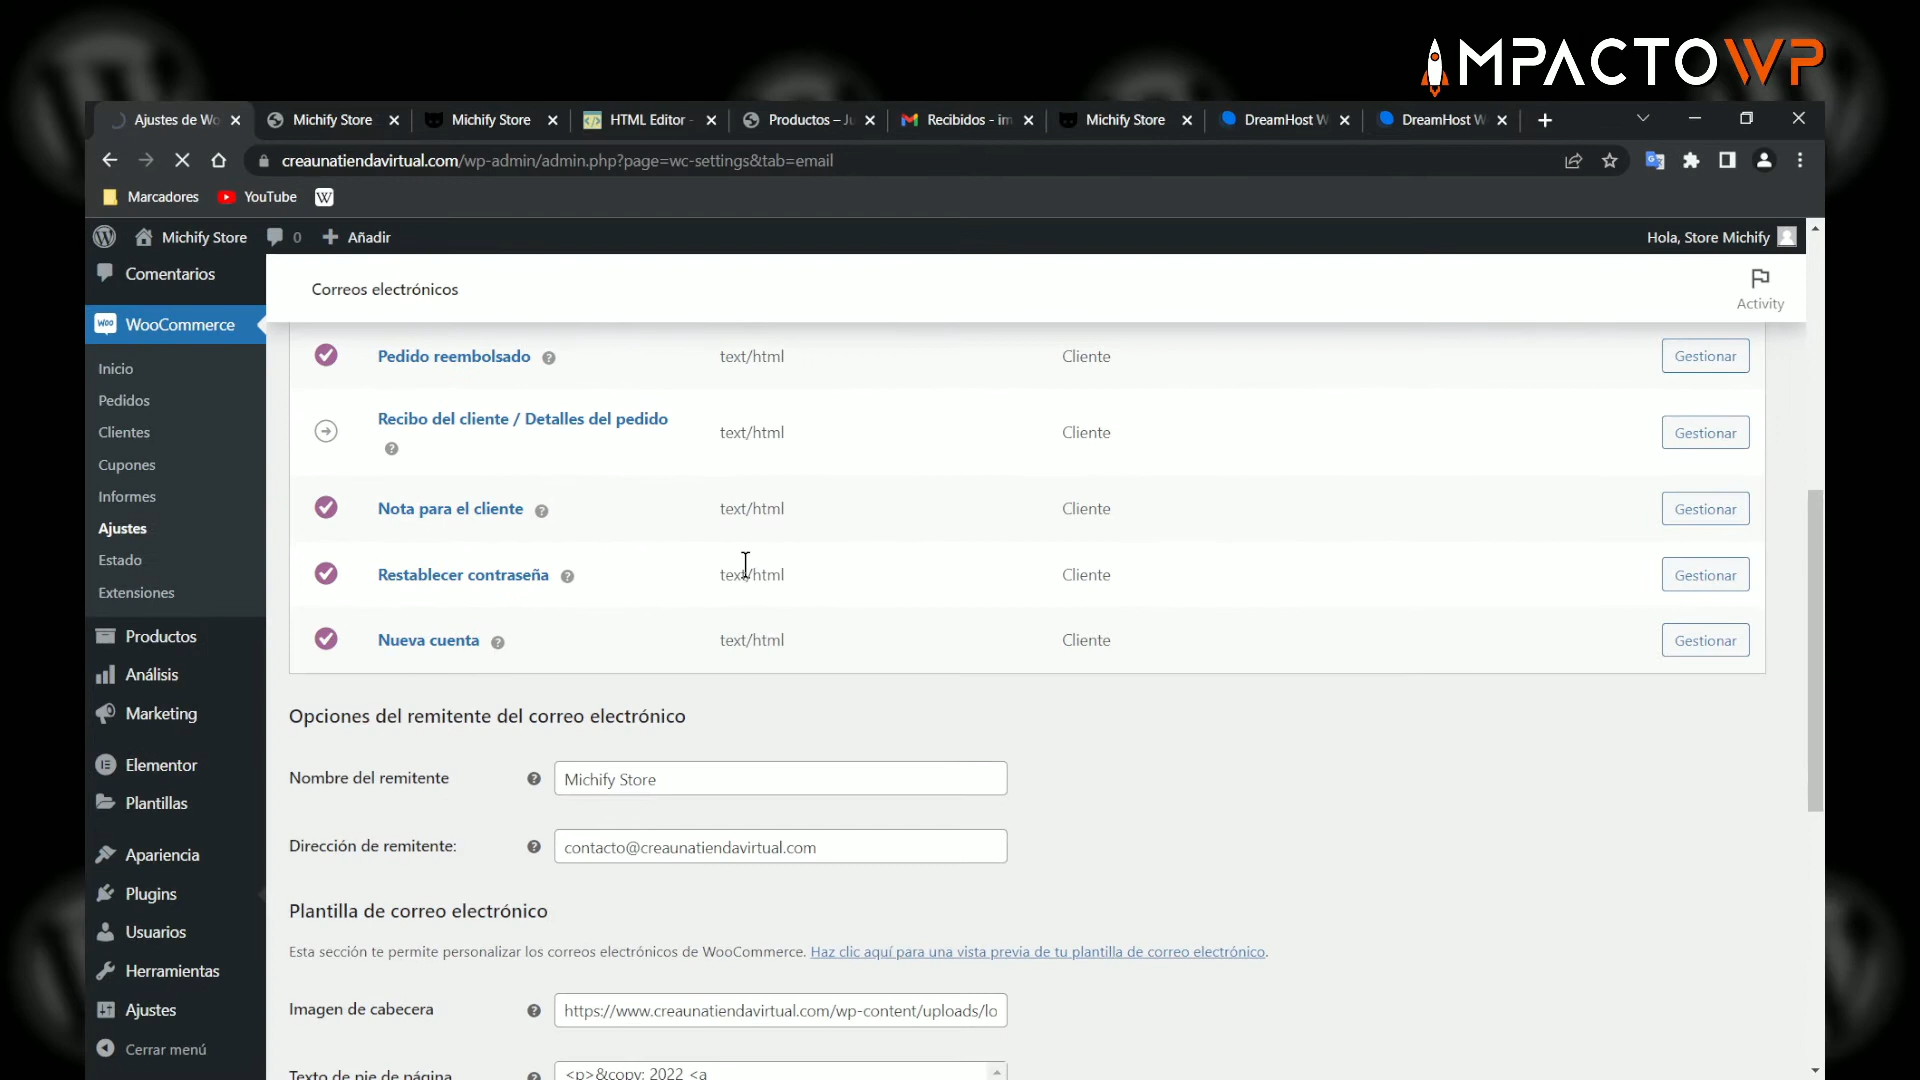 IMPACTOWP
Ajustes de Wo
Michify Store
Michify Store
HTML Editor -
Productos – Ju
Recibidos - im
Michify Store
DreamHost W
DreamHost W
creaunatiendavirtual.com/wp-admin/admin.php?page=wc-settings&tab=email
Marcadores
YouTube
W
Michify Store
0
Añadir
Hola, Store Michify
Comentarios
WooCommerce
Inicio
Pedidos
Clientes
Cupones
Informes
Ajustes
Estado
Extensiones
Productos
Análisis
Marketing
Elementor
Plantillas
Apariencia
Plugins
Usuarios
Herramientas
Ajustes
Cerrar menú
Correos electrónicos
Activity
Pedido reembolsado text/html Cliente Gestionar
Recibo del cliente / Detalles del pedido text/html Cliente Gestionar
Nota para el cliente text/html Cliente Gestionar
Restablecer contraseña text/html Cliente Gestionar
Nueva cuenta text/html Cliente Gestionar
Opciones del remitente del correo electrónico
Nombre del remitente Michify Store
Dirección de remitente: contacto@creaunatiendavirtual.com
Plantilla de correo electrónico
Esta sección te permite personalizar los correos electrónicos de WooCommerce. Haz clic aquí para una vista previa de tu plantilla de correo electrónico.
Imagen de cabecera https://www.creaunatiendavirtual.com/wp-content/uploads/lo
Texto de pie de página <p>&copy; 2022 <a